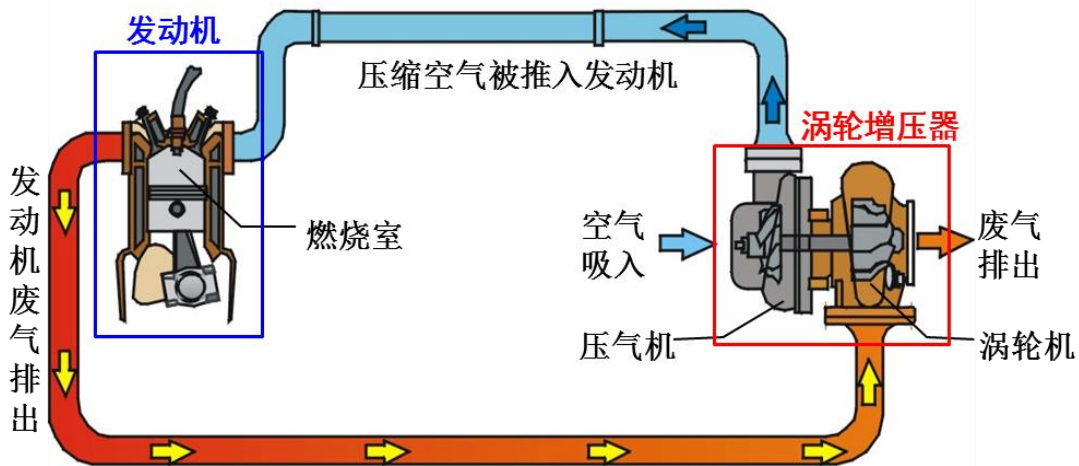 发动机
压缩空气被推入发动机
涡轮增压器
发动机废气排出
燃烧室
空气
吸入
废气
排出
压气机
涡轮机